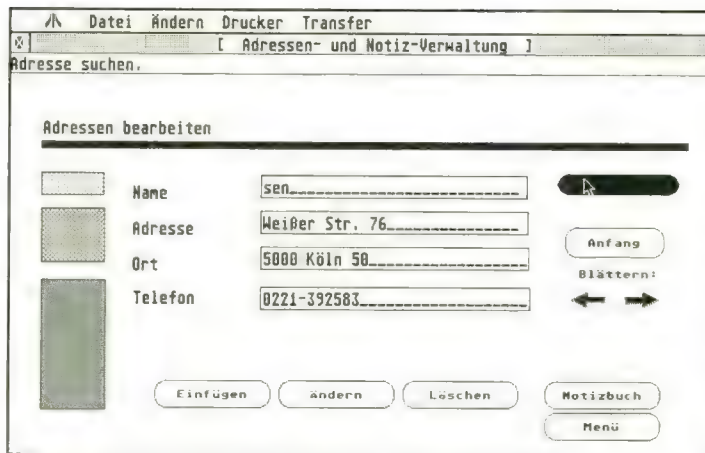 Datei Ändern Drucker Transfer
[ Adressen- und Notiz-Verwaltung ]
Adresse suchen.
Adressen bearbeiten
Name sen
Adresse Weißer Str. 76
Anfang
Ort 5000 Köln 50
Blättern:
Telefon 0221-392583
Einfügen ändern Löschen Notizbuch
Menü